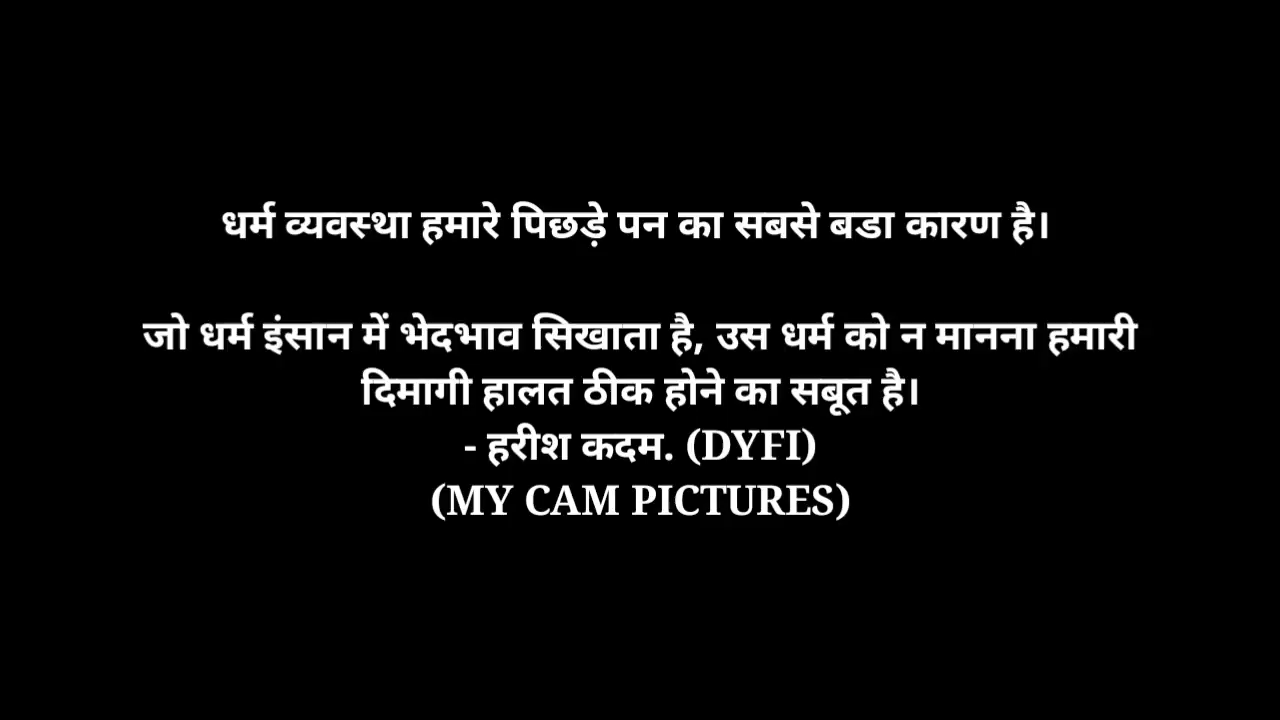 धर्म व्यवस्था हमारे पिछड़े पन का सबसे बडा कारण है।
जो धर्म इंसान में भेदभाव सिखाता है, उस धर्म को न मानना हमारी
दिमागी हालत ठीक होने का सबूत है।
- हरीश कदम. (DYFI)
(MY CAM PICTURES)